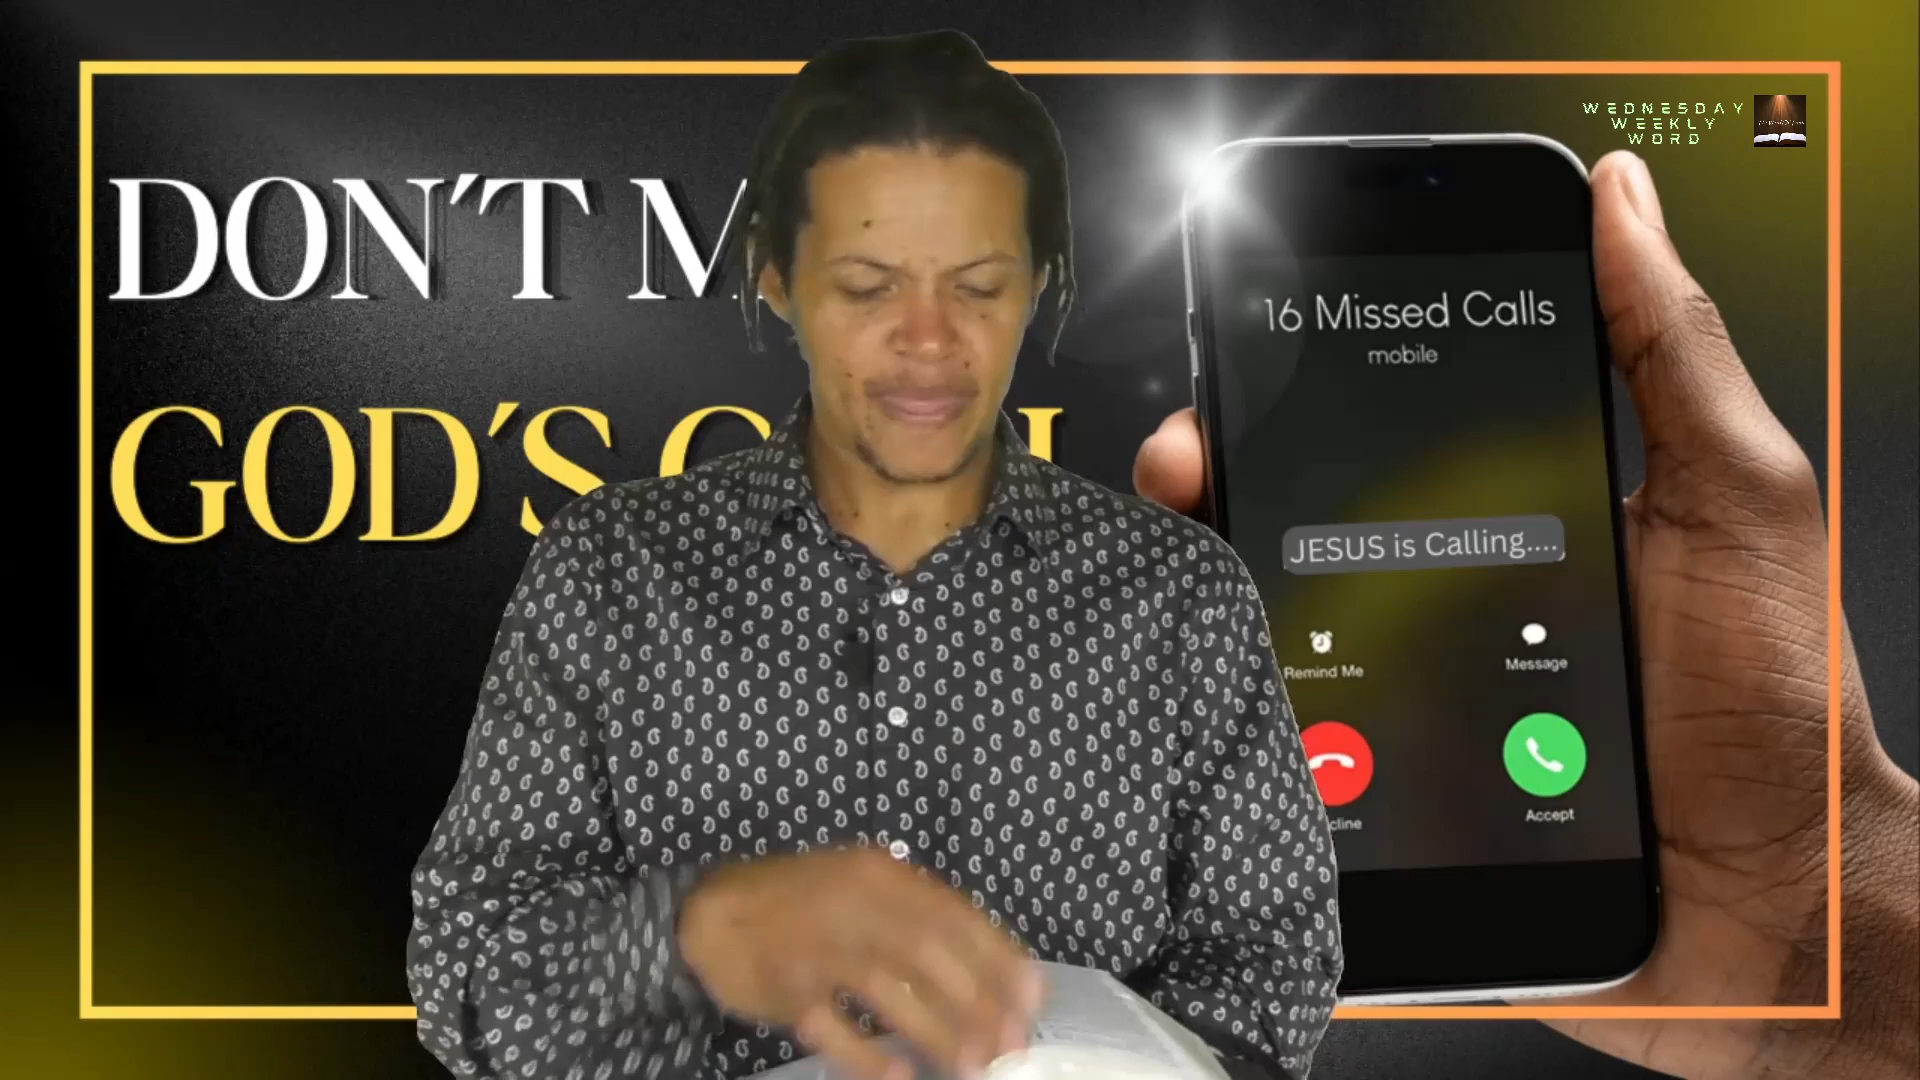 DON'T M
GOD'S C
WEDNESDAY
WEEKLY
WORD
16 Missed Calls
mobile
JESUS is Calling....
Remind Me
Message
cline
Accept